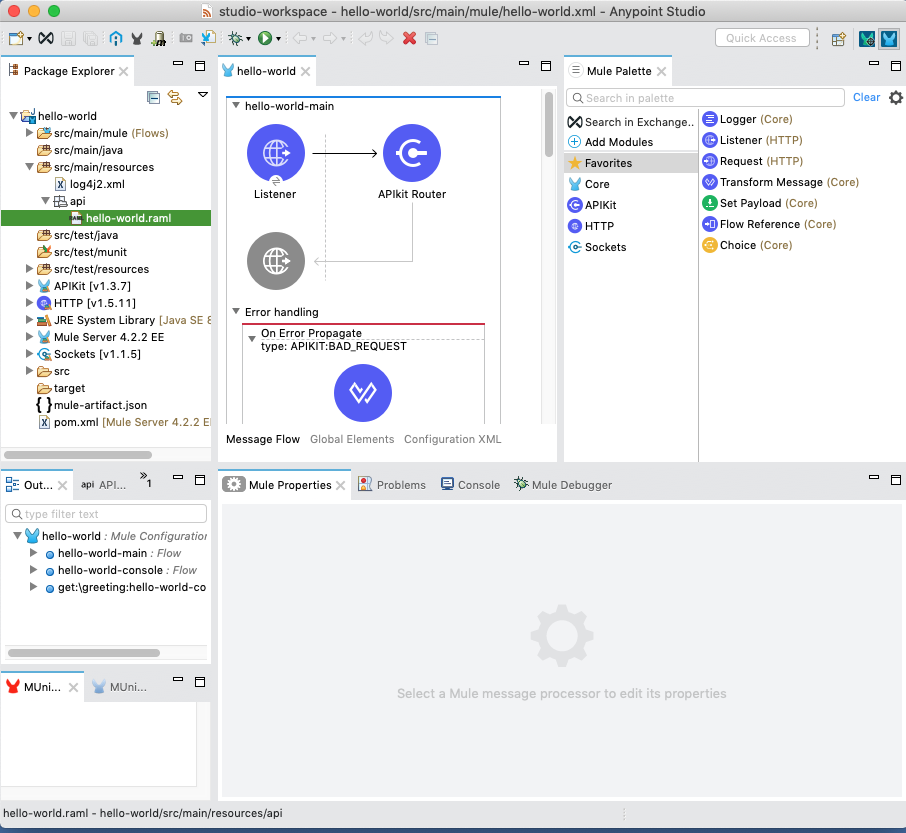 studio-workspace - hello-world/src/main/mule/hello-world.xml - Anypoint Studio
Quick Access
Package Explorer
hello-world
src/main/mule (Flows)
src/main/java
src/main/resources
log4j2.xml
api
hello-world.raml
src/test/java
src/test/munit
src/test/resources
APIKit [v1.3.7]
HTTP [v1.5.11]
JRE System Library [Java SE 8
Mule Server 4.2.2 EE
Sockets [v1.1.5]
src
target
mule-artifact.json
pom.xml [Mule Server 4.2.2 EI
hello-world
hello-world-main
Listener
APIkit Router
Error handling
On Error Propagate
type: APIKIT:BAD_REQUEST
Message Flow Global Elements Configuration XML
Mule Palette
Search in palette
Clear
Search in Exchange..
Add Modules
Favorites
Core
APIKit
HTTP
Sockets
Logger (Core)
Listener (HTTP)
Request (HTTP)
Transform Message (Core)
Set Payload (Core)
Flow Reference (Core)
Choice (Core)
Out...
api API...
»1
type filter text
hello-world : Mule Configuration
hello-world-main : Flow
hello-world-console : Flow
get:\greeting:hello-world-co
MUni...
MUni...
Mule Properties
Problems
Console
Mule Debugger
Select a Mule message processor to edit its properties
hello-world.raml - hello-world/src/main/resources/api